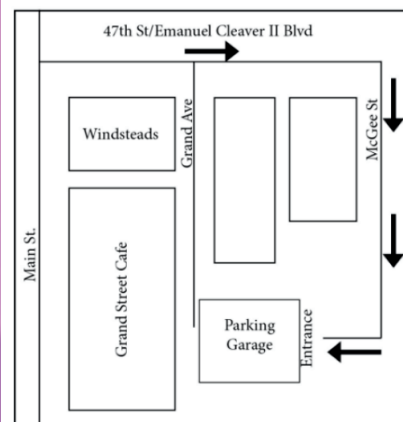 47th St/Emanuel Cleaver II Blvd
Windsteads
Grand Ave
McGee St
Main St.
Grand Street Cafe
Parking
Garage
Entrance